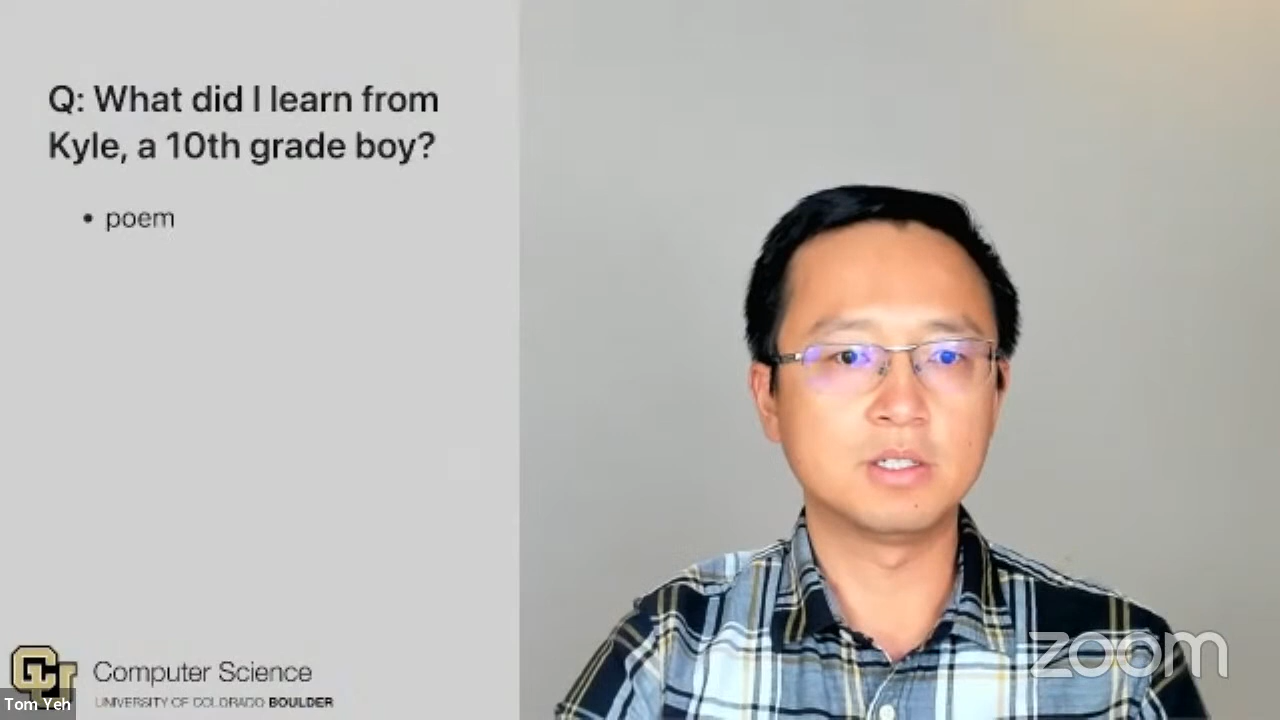 Q: What did I learn from
Kyle, a 10th grade boy?
• poem
Computer Science
UNIVERSITY OF COLORADO BOULDER
Tom Yeh
zoom